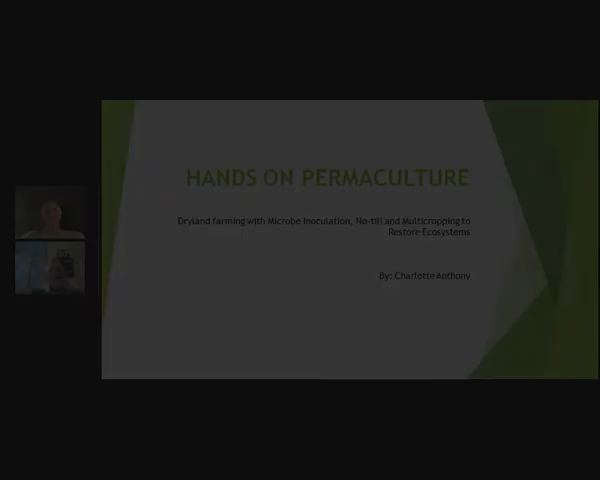 HANDS ON PERMACULTURE
Dryland farming with Microbe Inoculation, No-till and Multicropping to
Restore Ecosystems
By: Charlotte Anthony